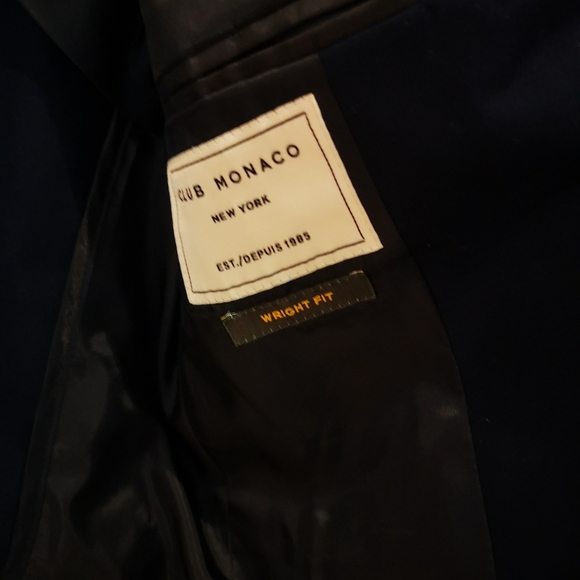 CLUB MONACO
NEW YORK
EST./DEPUIS 1985
WRIGHT FIT